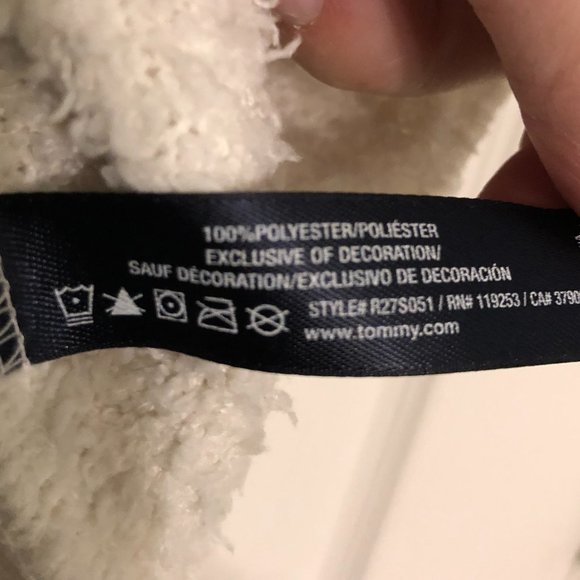 100%POLYESTER/POLIÉSTER
EXCLUSIVE OF DECORATION/
SAUF DÉCORATION/EXCLUSIVO DE DECORACIÓN
STYLE# R27S051 / RN# 119253 / CA#
www.tommy.com